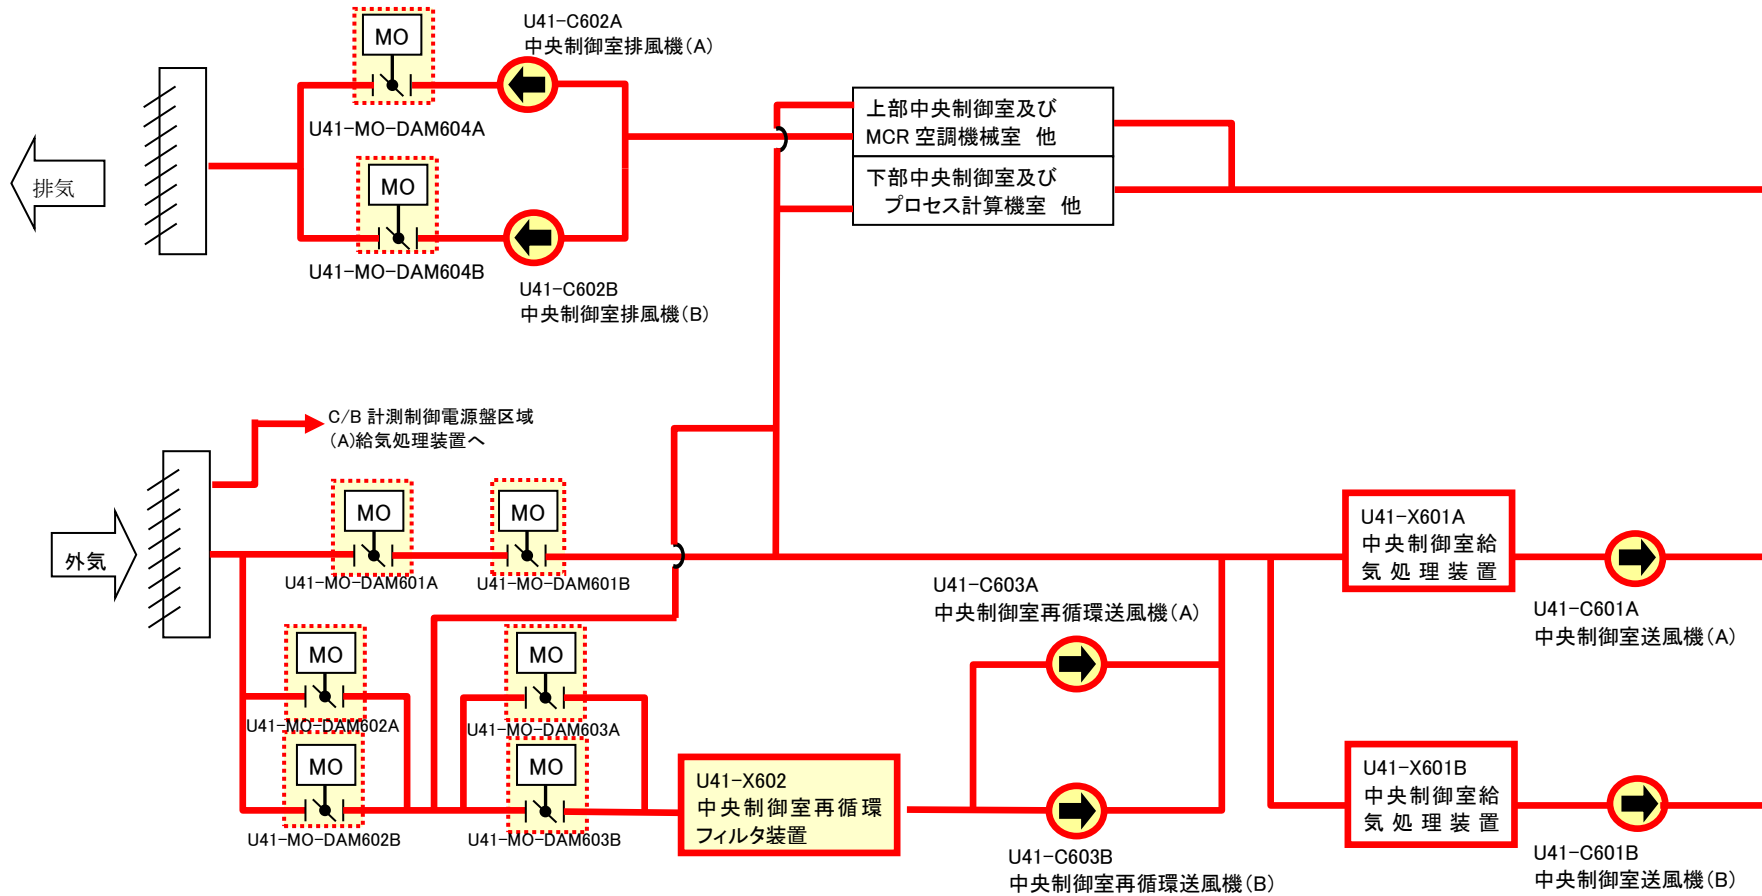 U41-C602A
中央制御室排風機(A)
MO
U41-MO-DAM604A
排気
MO
U41-MO-DAM604B
U41-C602B
中央制御室排風機(B)
上部中央制御室及び
MCR 空調機械室 他
下部中央制御室及び
プロセス計算機室 他
C/B 計測制御電源盤区域
(A)給気処理装置へ
外気
MO
U41-MO-DAM601A
MO
U41-MO-DAM601B
MO
U41-MO-DAM602A
MO
U41-MO-DAM602B
MO
U41-MO-DAM603A
MO
U41-MO-DAM603B
U41-X602
中央制御室再循環
フィルタ装置
U41-C603A
中央制御室再循環送風機(A)
U41-C603B
中央制御室再循環送風機(B)
U41-X601A
中央制御室給
気処理装置
U41-C601A
中央制御室送風機(A)
U41-X601B
中央制御室給
気処理装置
U41-C601B
中央制御室送風機(B)